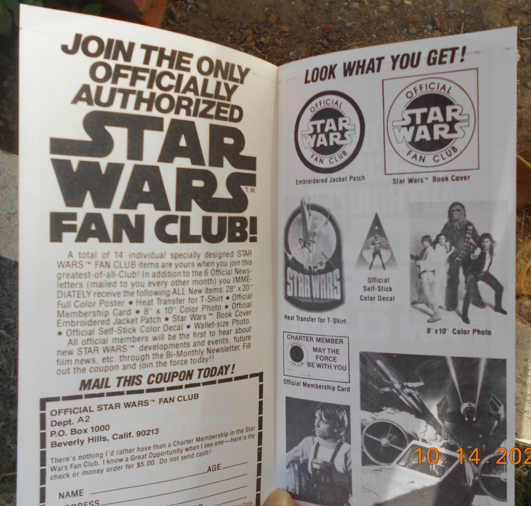 JOIN THE ONLY
OFFICIALLY
AUTHORIZED
STAR
WARS
T.M.
FAN CLUB!
A total of 14 individual specially designed STAR
WARS™ FAN CLUB items are yours when you join this
greatest-of-all-Club! In addition to the 6 Official News-
letters (mailed to you every other month) you IMME-
DIATELY receive the following ALL New items: 28" x 20"
Full Color Poster • Heat Transfer for T-Shirt • Official
Membership Card • 8" x 10" Color Photo • Official
Embroidered Jacket Patch • Star Wars™ Book Cover
• Official Self-Stick Color Decal • Wallet-size Photo.
All official members will be the first to hear about
new STAR WARS™ developments and events, future
film news, etc. through the Bi-Monthly Newsletter. Fill
out the coupon and join the force today!!
MAIL THIS COUPON TODAY!
OFFICIAL STAR WARS™ FAN CLUB
Dept. A2
P.O. Box 1000
Beverly Hills, Calif. 90213
There's nothing I'd rather have than a Charter Membership in the Star
Wars Fan Club. I know a Great Opportunity when I see one—here's my
check or money order for $5.00. Do not send cash!
AGE
NAME
ADDRESS
Corp.
LOOK WHAT YOU GET!
OFFICIAL
STAR
WARS
FAN CLUB
Embroidered Jacket Patch
OFFICIAL
STAR
WARS
FAN CLUB
Star Wars™ Book Cover
STAR WARS
Heat Transfer for T-Shirt
Official
Self-Stick
Color Decal
8" x10" Color Photo
CHARTER MEMBER
MAY THE
FORCE
BE WITH YOU
Official Membership Card
10.14.202